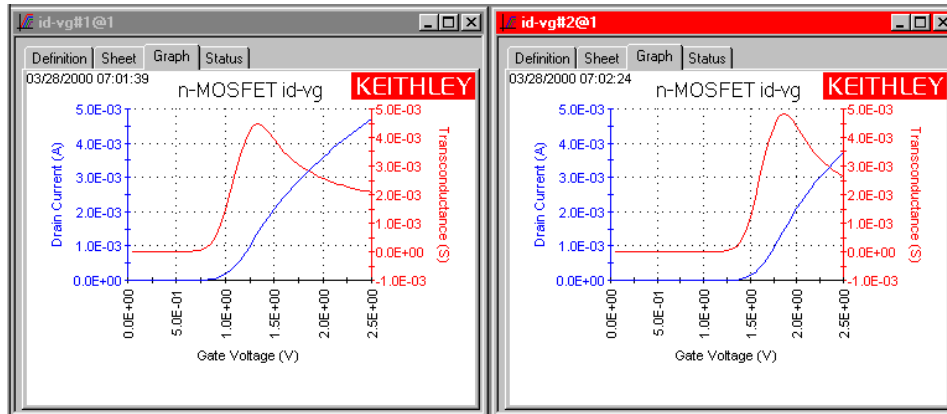 id-vg#1@1
Definition Sheet Graph Status
03/28/2000 07:01:39
n-MOSFET id-vg
KEITHLEY
5.0E-03
4.0E-03
3.0E-03
2.0E-03
1.0E-03
0.0E+00
Drain Current (A)
5.0E-03
4.0E-03
3.0E-03
2.0E-03
1.0E-03
0.0E+00
-1.0E-03
Transconductance (S)
0.0E+00
5.0E-01
1.0E+00
1.5E+00
2.0E+00
2.5E+00
Gate Voltage (V)
id-vg#2@1
Definition Sheet Graph Status
03/28/2000 07:02:24
n-MOSFET id-vg
KEITHLEY
5.0E-03
4.0E-03
3.0E-03
2.0E-03
1.0E-03
0.0E+00
Drain Current (A)
5.0E-03
4.0E-03
3.0E-03
2.0E-03
1.0E-03
0.0E+00
-1.0E-03
Transconductance (S)
0.0E+00
5.0E-01
1.0E+00
1.5E+00
2.0E+00
2.5E+00
Gate Voltage (V)